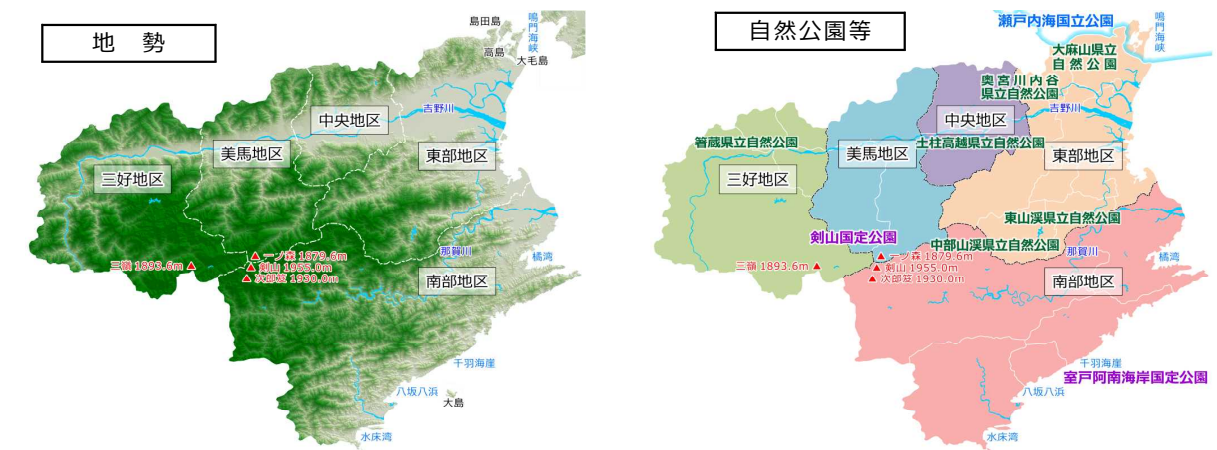 地　勢
島田島
鳴門海峡
高島
大毛島
中央地区
吉野川
美馬地区
東部地区
三好地区
那賀川
一ノ森 1879.6m
三嶺 1893.6m
剣山 1955.0m
次郎笈 1930.0m
橘湾
南部地区
千羽海崖
八坂八浜
大島
水床湾
自然公園等
瀬戸内海国立公園
鳴門海峡
大麻山県立
自然公園
奥宮川内谷
県立自然公園
吉野川
中央地区
箸蔵県立自然公園
土柱高越県立自然公園
美馬地区
東部地区
三好地区
東山渓県立自然公園
剣山国定公園
中部山渓県立自然公園
那賀川
一ノ森 1879.6m
三嶺 1893.6m
剣山 1955.0m
次郎笈 1930.0m
橘湾
南部地区
千羽海崖
室戸阿南海岸国定公園
八坂八浜
水床湾